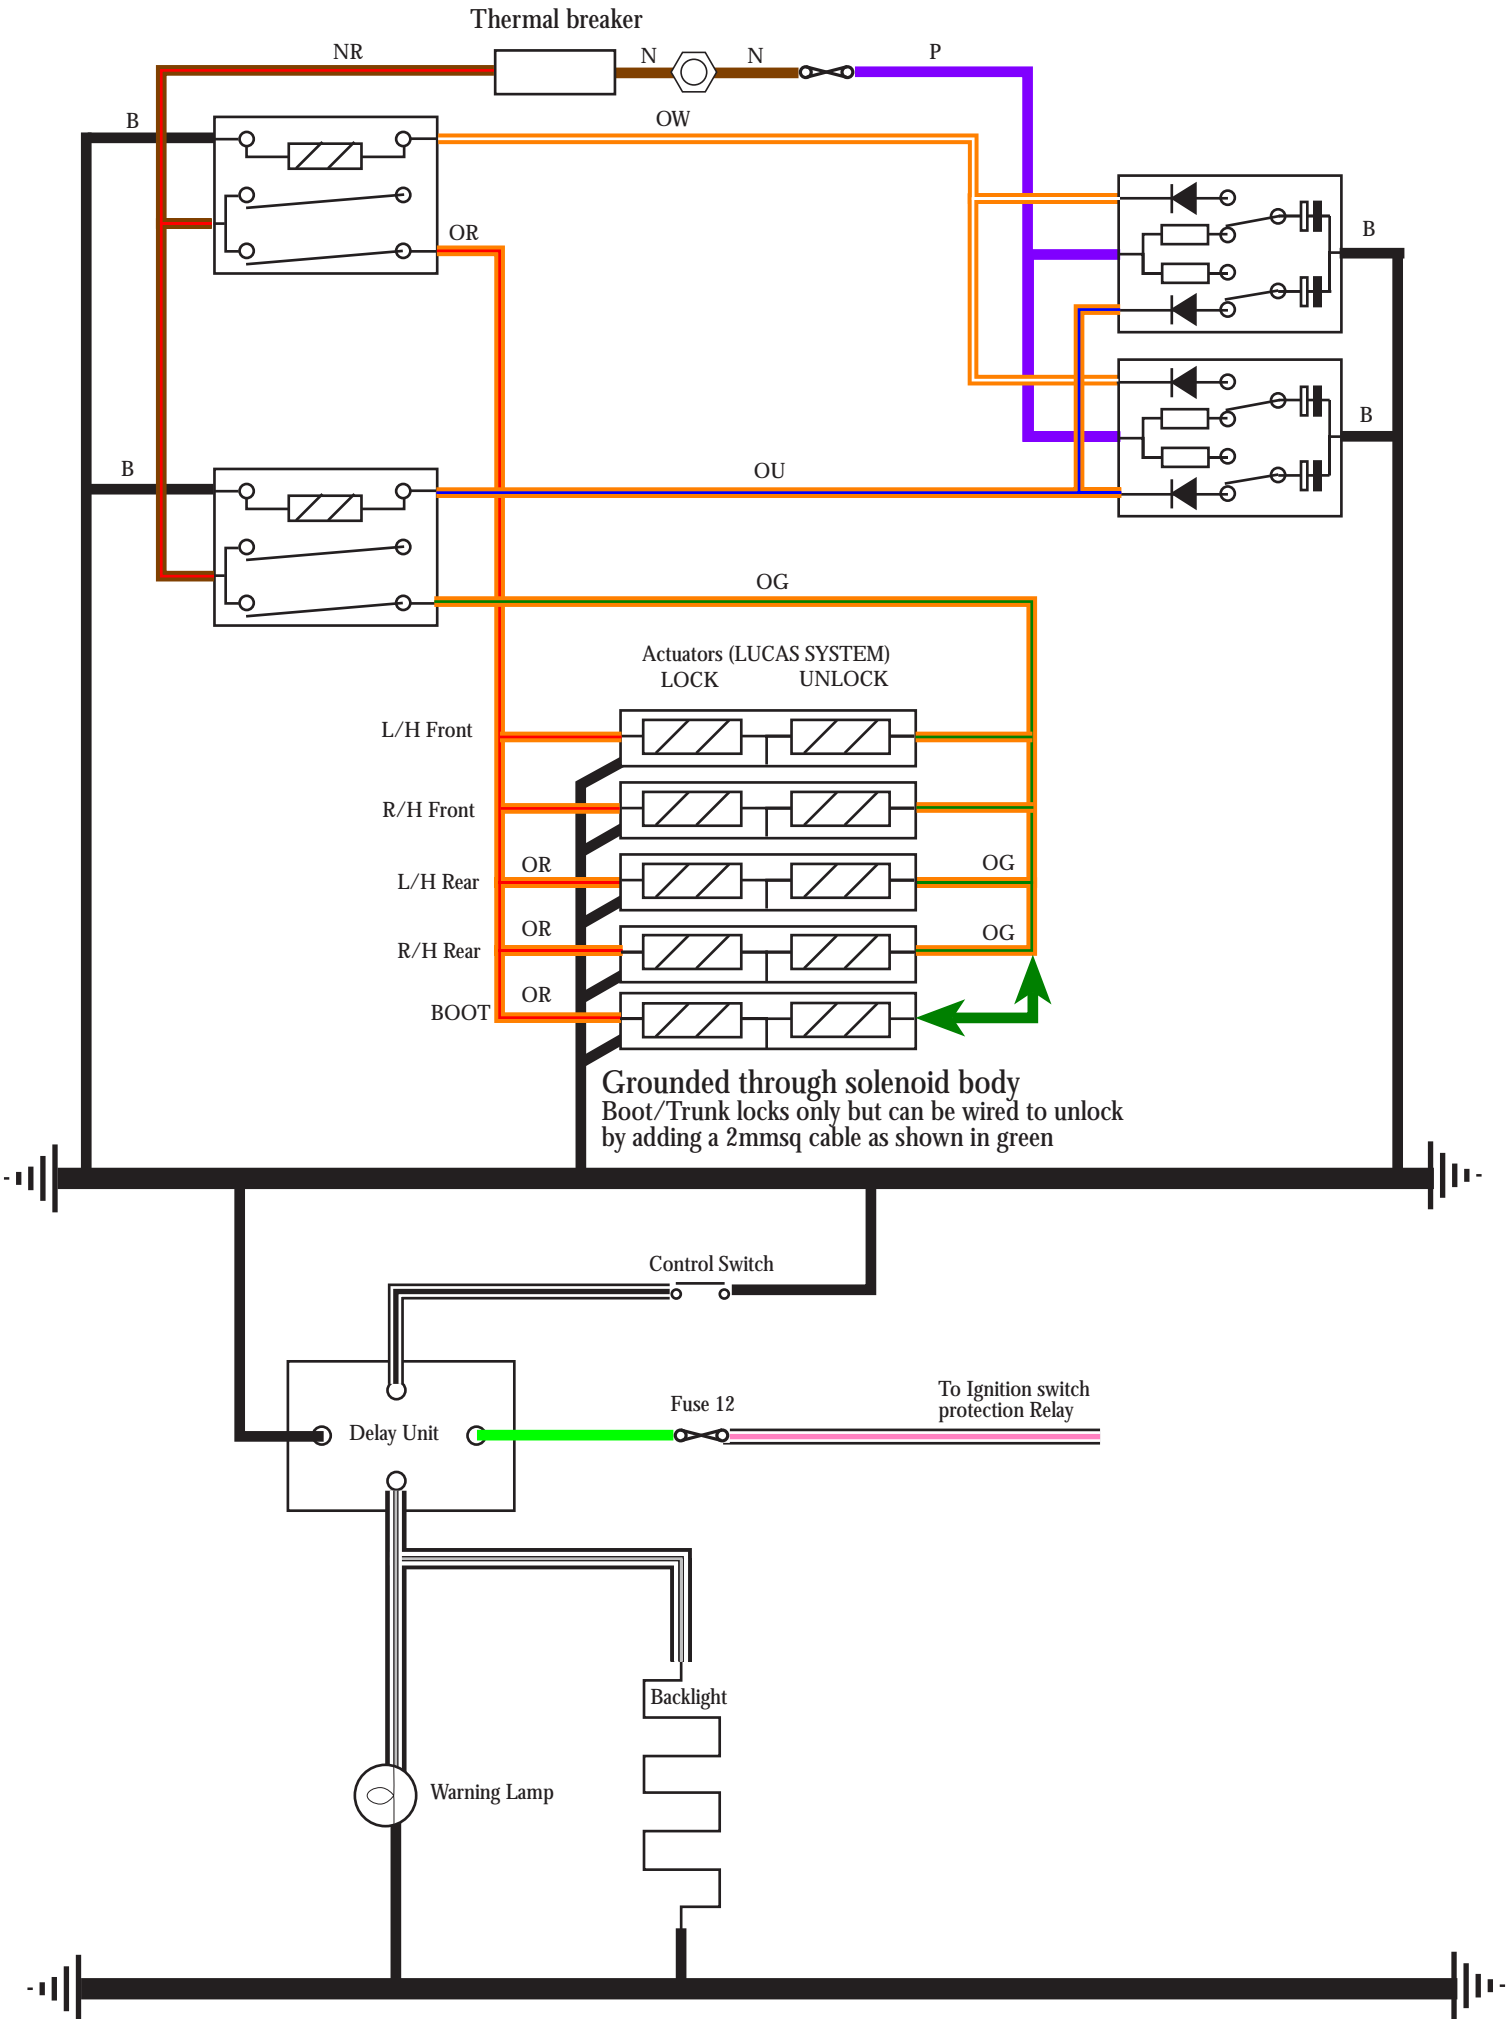 Thermal breaker
NR
N
N
P
B
OW
OR
B
B
B
OU
OG
Actuators (LUCAS SYSTEM)
LOCK UNLOCK
L/H Front
R/H Front
OR
OG
L/H Rear
OR
OG
R/H Rear
OR
BOOT
Grounded through solenoid body
Boot/Trunk locks only but can be wired to unlock
by adding a 2mmsq cable as shown in green
Control Switch
To Ignition switch
protection Relay
Fuse 12
Delay Unit
Backlight
Warning Lamp